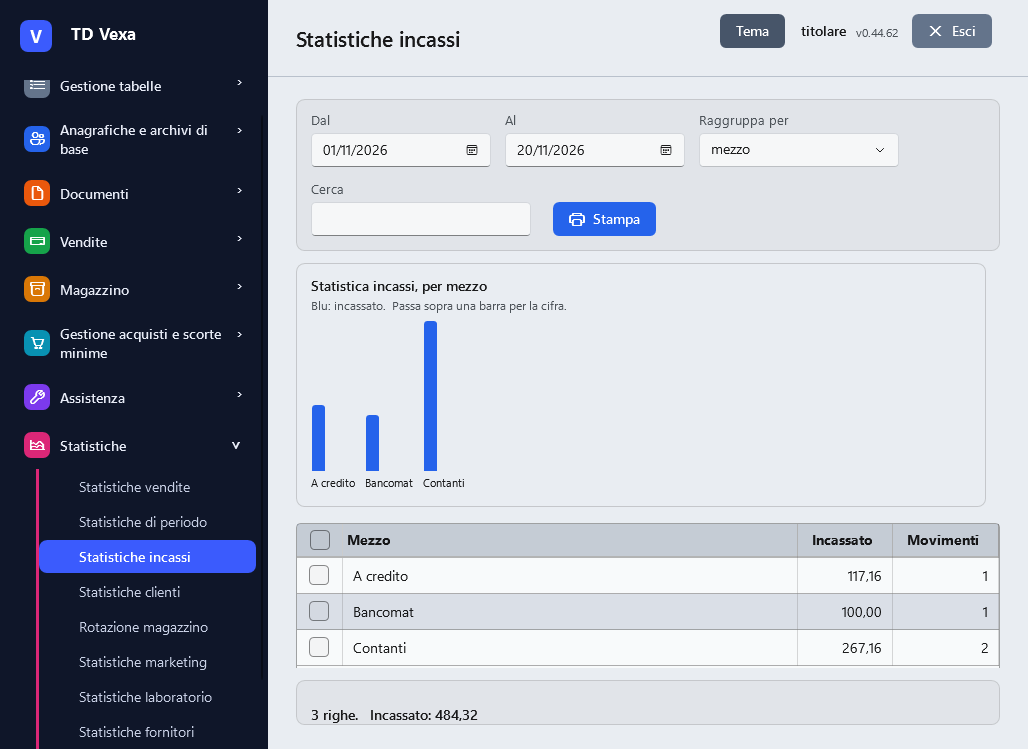 V TD Vexa
Gestione tabelle
Anagrafiche e archivi di
base
Documenti
Vendite
Magazzino
Gestione acquisti e scorte
minime
Assistenza
Statistiche
Statistiche vendite
Statistiche di periodo
Statistiche incassi
Statistiche clienti
Rotazione magazzino
Statistiche marketing
Statistiche laboratorio
Statistiche fornitori
Statistiche incassi
Tema titolare v0.44.62 Esci
Dal Al Raggruppa per
01/11/2026 20/11/2026 mezzo
Cerca
Stampa
Statistica incassi, per mezzo
Blu: incassato. Passa sopra una barra per la cifra.
A credito Bancomat Contanti
Mezzo Incassato Movimenti
A credito 117,16 1
Bancomat 100,00 1
Contanti 267,16 2
3 righe. Incassato: 484,32